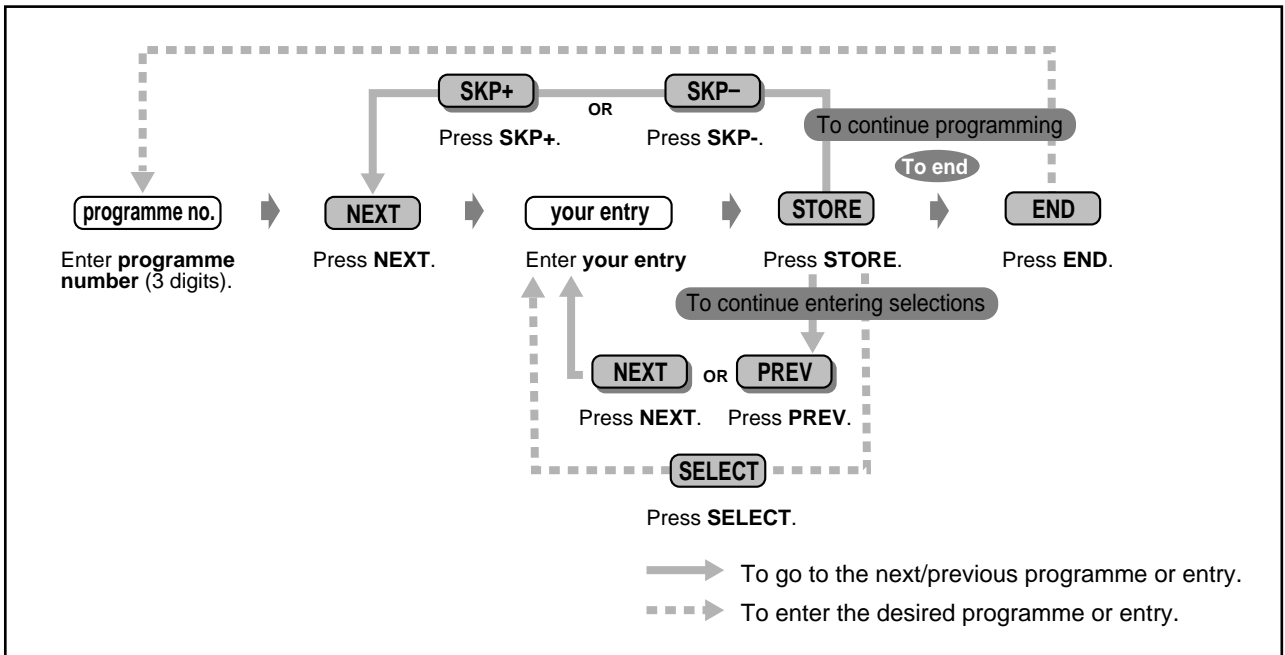 SKP+ OR SKP–
Press SKP+. Press SKP-.
To continue programming
To end
programme no. NEXT your entry STORE END
Enter programme
number (3 digits).
Press NEXT. Enter your entry Press STORE. Press END.
To continue entering selections
NEXT OR PREV
Press NEXT. Press PREV.
SELECT
Press SELECT.
To go to the next/previous programme or entry.
To enter the desired programme or entry.